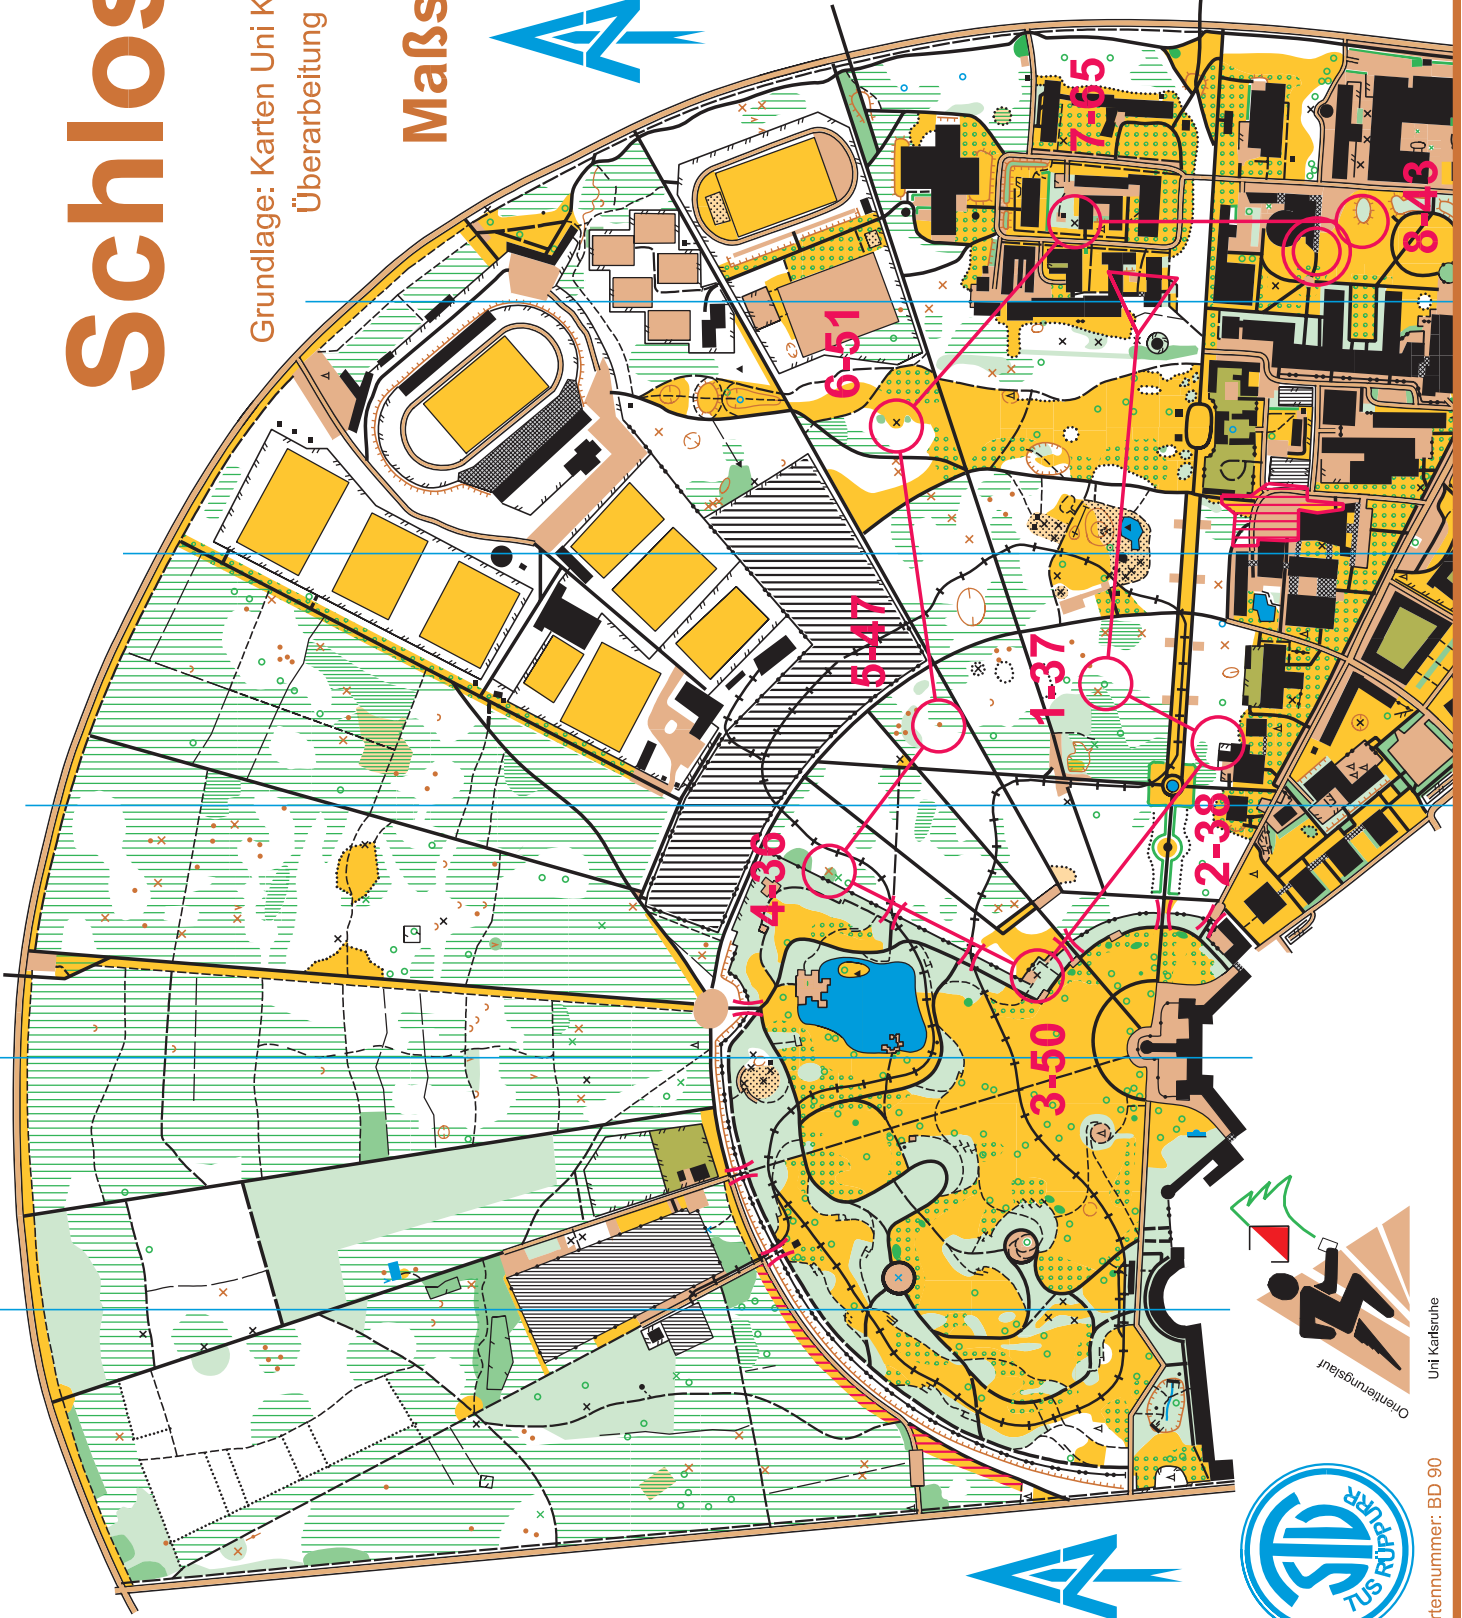 Schlos
Grundlage: Karten Uni K
Überarbeitung
Maßs
7-65
8-43
6-51
5-47
1-37
4-36
2-38
3-50
Orientierungslauf
Uni Karlsruhe
TUS RÜPPURR
rtennummer: BD 90